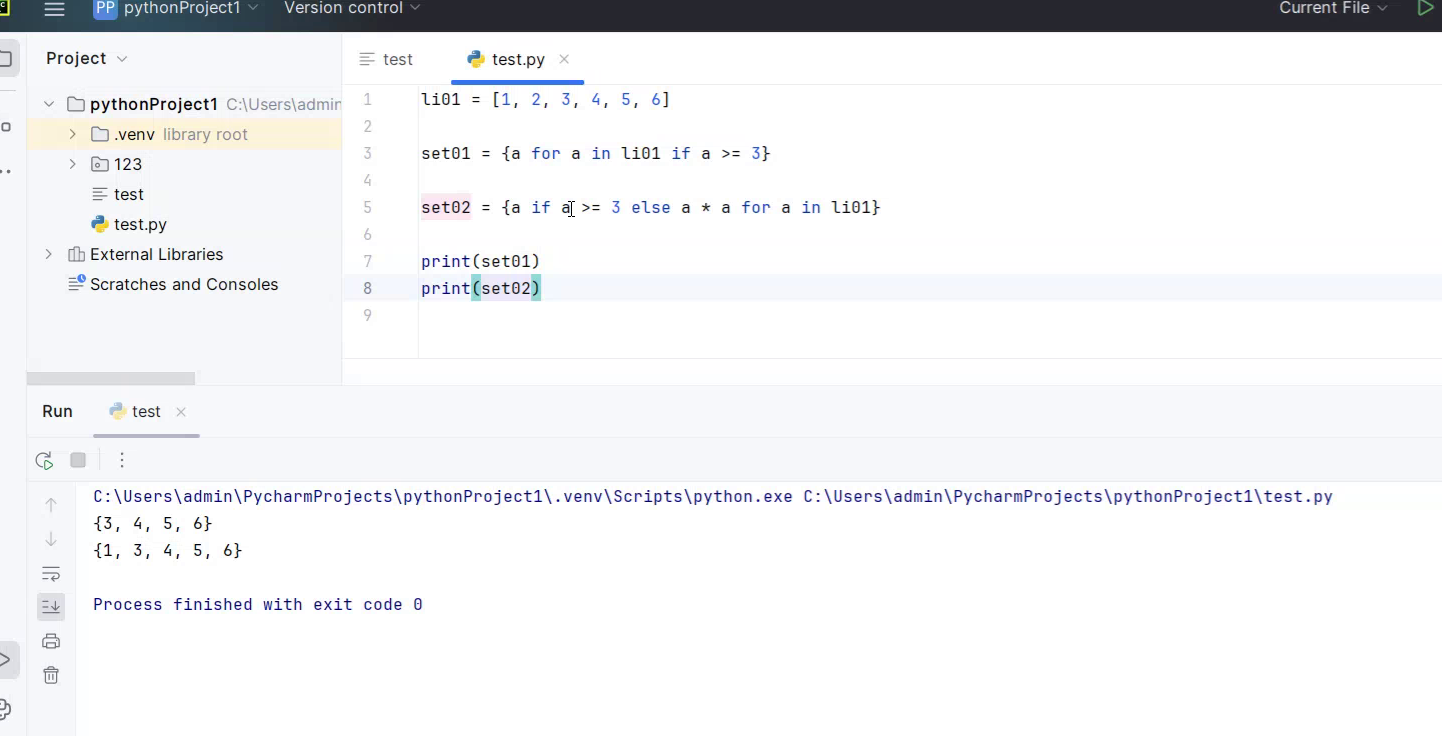 PP pythonProject1 Version control Current File
Project
test test.py
pythonProject1 C:\Users\admin
.venv library root
123
test
test.py
External Libraries
Scratches and Consoles
1 li01 = [1, 2, 3, 4, 5, 6]
2
3 set01 = {a for a in li01 if a >= 3}
4
5 set02 = {a if a >= 3 else a * a for a in li01}
6
7 print(set01)
8 print(set02)
9
Run test
C:\Users\admin\PycharmProjects\pythonProject1\.venv\Scripts\python.exe C:\Users\admin\PycharmProjects\pythonProject1\test.py
{3, 4, 5, 6}
{1, 3, 4, 5, 6}
Process finished with exit code 0